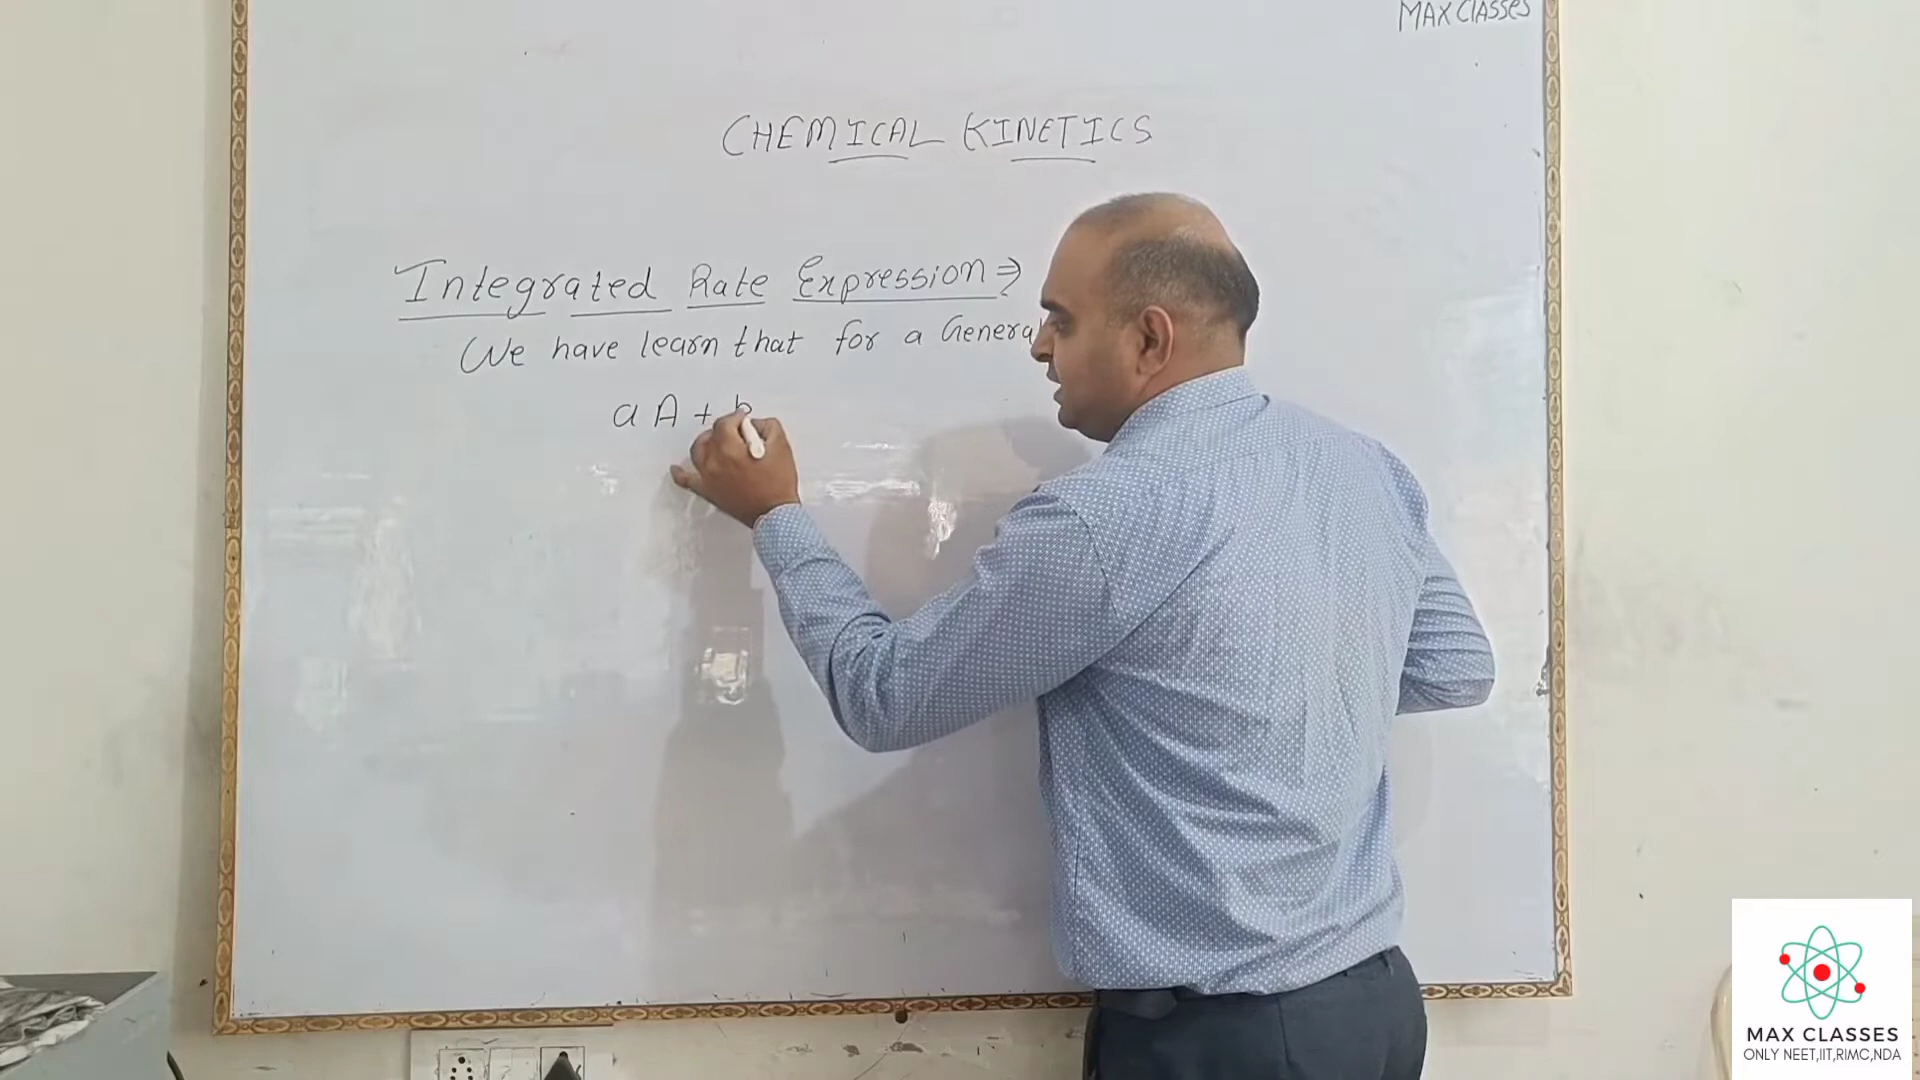 MAX CLASSES
CHEMICAL KINETICS
Integrated Rate Expression ⇒
We have learn that for a General
a A + b
MAX CLASSES
ONLY NEET,IIT,RIMC,NDA